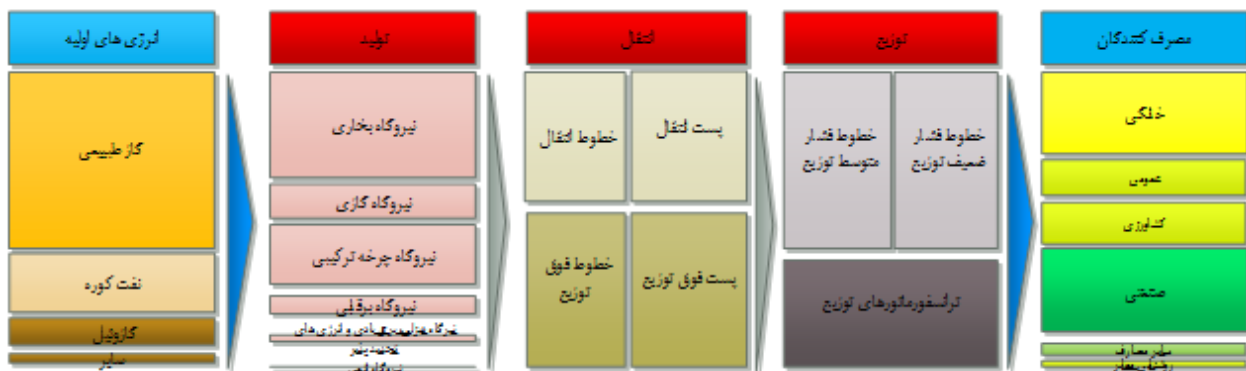 انرژی های اولیه
تولید
انتقال
توزیع
مصرف کنندگان
گاز طبیعی
نفت کوره
گازوئیل
سایر
نیروگاه بخاری
نیروگاه گازی
نیروگاه چرخه ترکیبی
نیروگاه برقابی
خطوط انتقال
پست انتقال
خطوط فوق
توزیع
پست فوق توزیع
خطوط فشار
متوسط توزیع
خطوط فشار
ضعیف توزیع
ترانسفورماتورهای توزیع
خانگی
عمومی
کشاورزی
صنعتی
سایر مصارف
روشنایی معابر